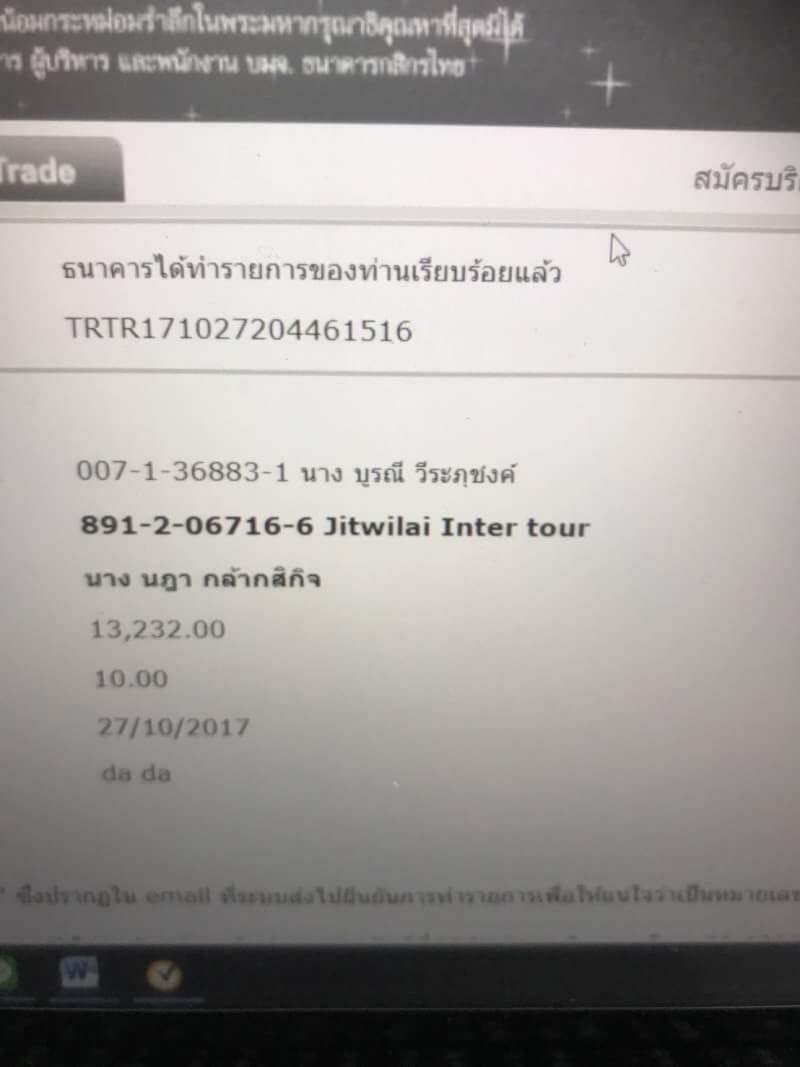 น้อมกระหม่อมรำลึกในพระมหากรุณาธิคุณหาที่สุดมิได้
การ ผู้บริหาร และพนักงาน บมจ. ธนาคารกสิกรไทย
Trade
สมัครบริ
ธนาคารได้ทำรายการของท่านเรียบร้อยแล้ว
TRTR171027204461516
007-1-36883-1 นาง บูรณี วีระภุชงค์
891-2-06716-6 Jitwilai Inter tour
นาง นฎา กล้ากสิกิจ
13,232.00
10.00
27/10/2017
da da
" ซึ่งปรากฏใน email ที่ระบบส่งไปยืนยันการทำรายการเพื่อให้แน่ใจว่าเป็นหมายเลข